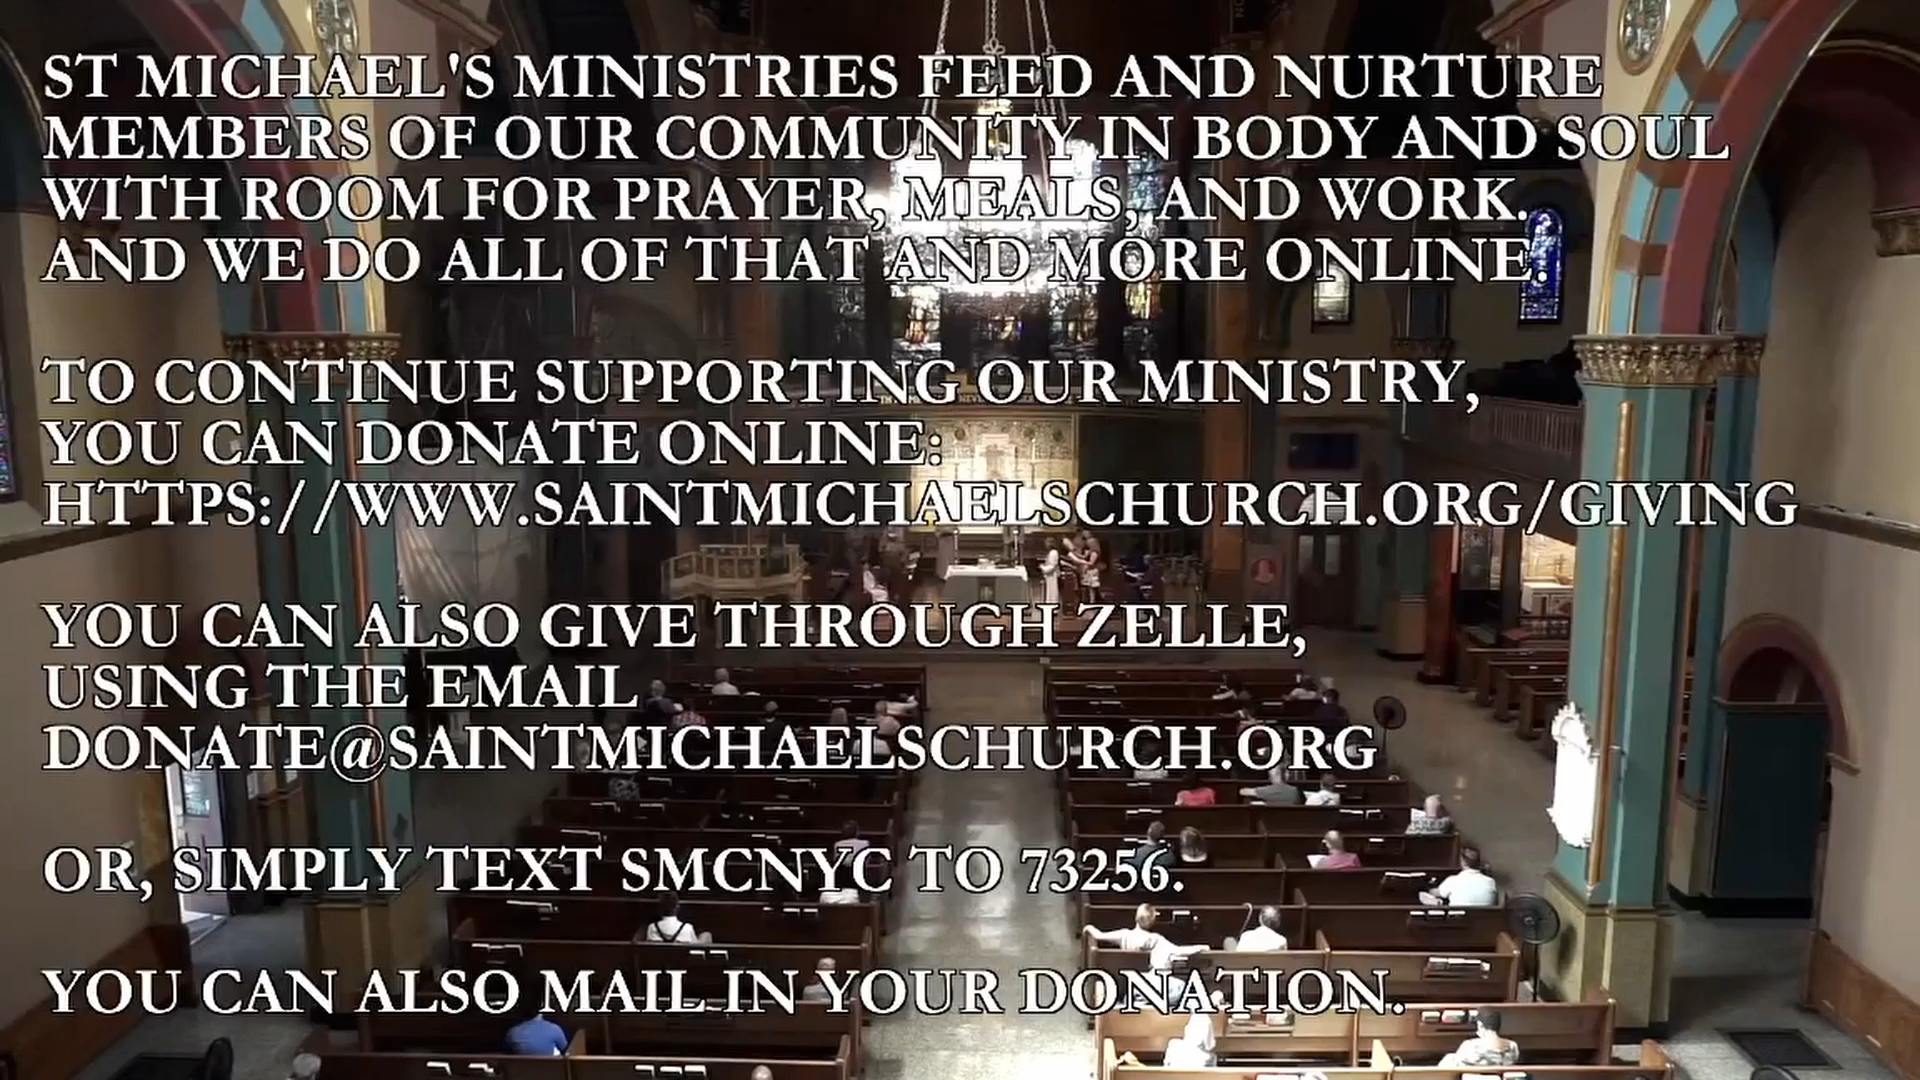 ST MICHAEL'S MINISTRIES FEED AND NURTURE
MEMBERS OF OUR COMMUNITY IN BODY AND SOUL
WITH ROOM FOR PRAYER, MEALS, AND WORK.
AND WE DO ALL OF THAT AND MORE ONLINE.
TO CONTINUE SUPPORTING OUR MINISTRY,
YOU CAN DONATE ONLINE:
HTTPS://WWW.SAINTMICHAELSCHURCH.ORG/GIVING
YOU CAN ALSO GIVE THROUGH ZELLE,
USING THE EMAIL
DONATE@SAINTMICHAELSCHURCH.ORG
OR, SIMPLY TEXT SMCNYC TO 73256.
YOU CAN ALSO MAIL IN YOUR DONATION.